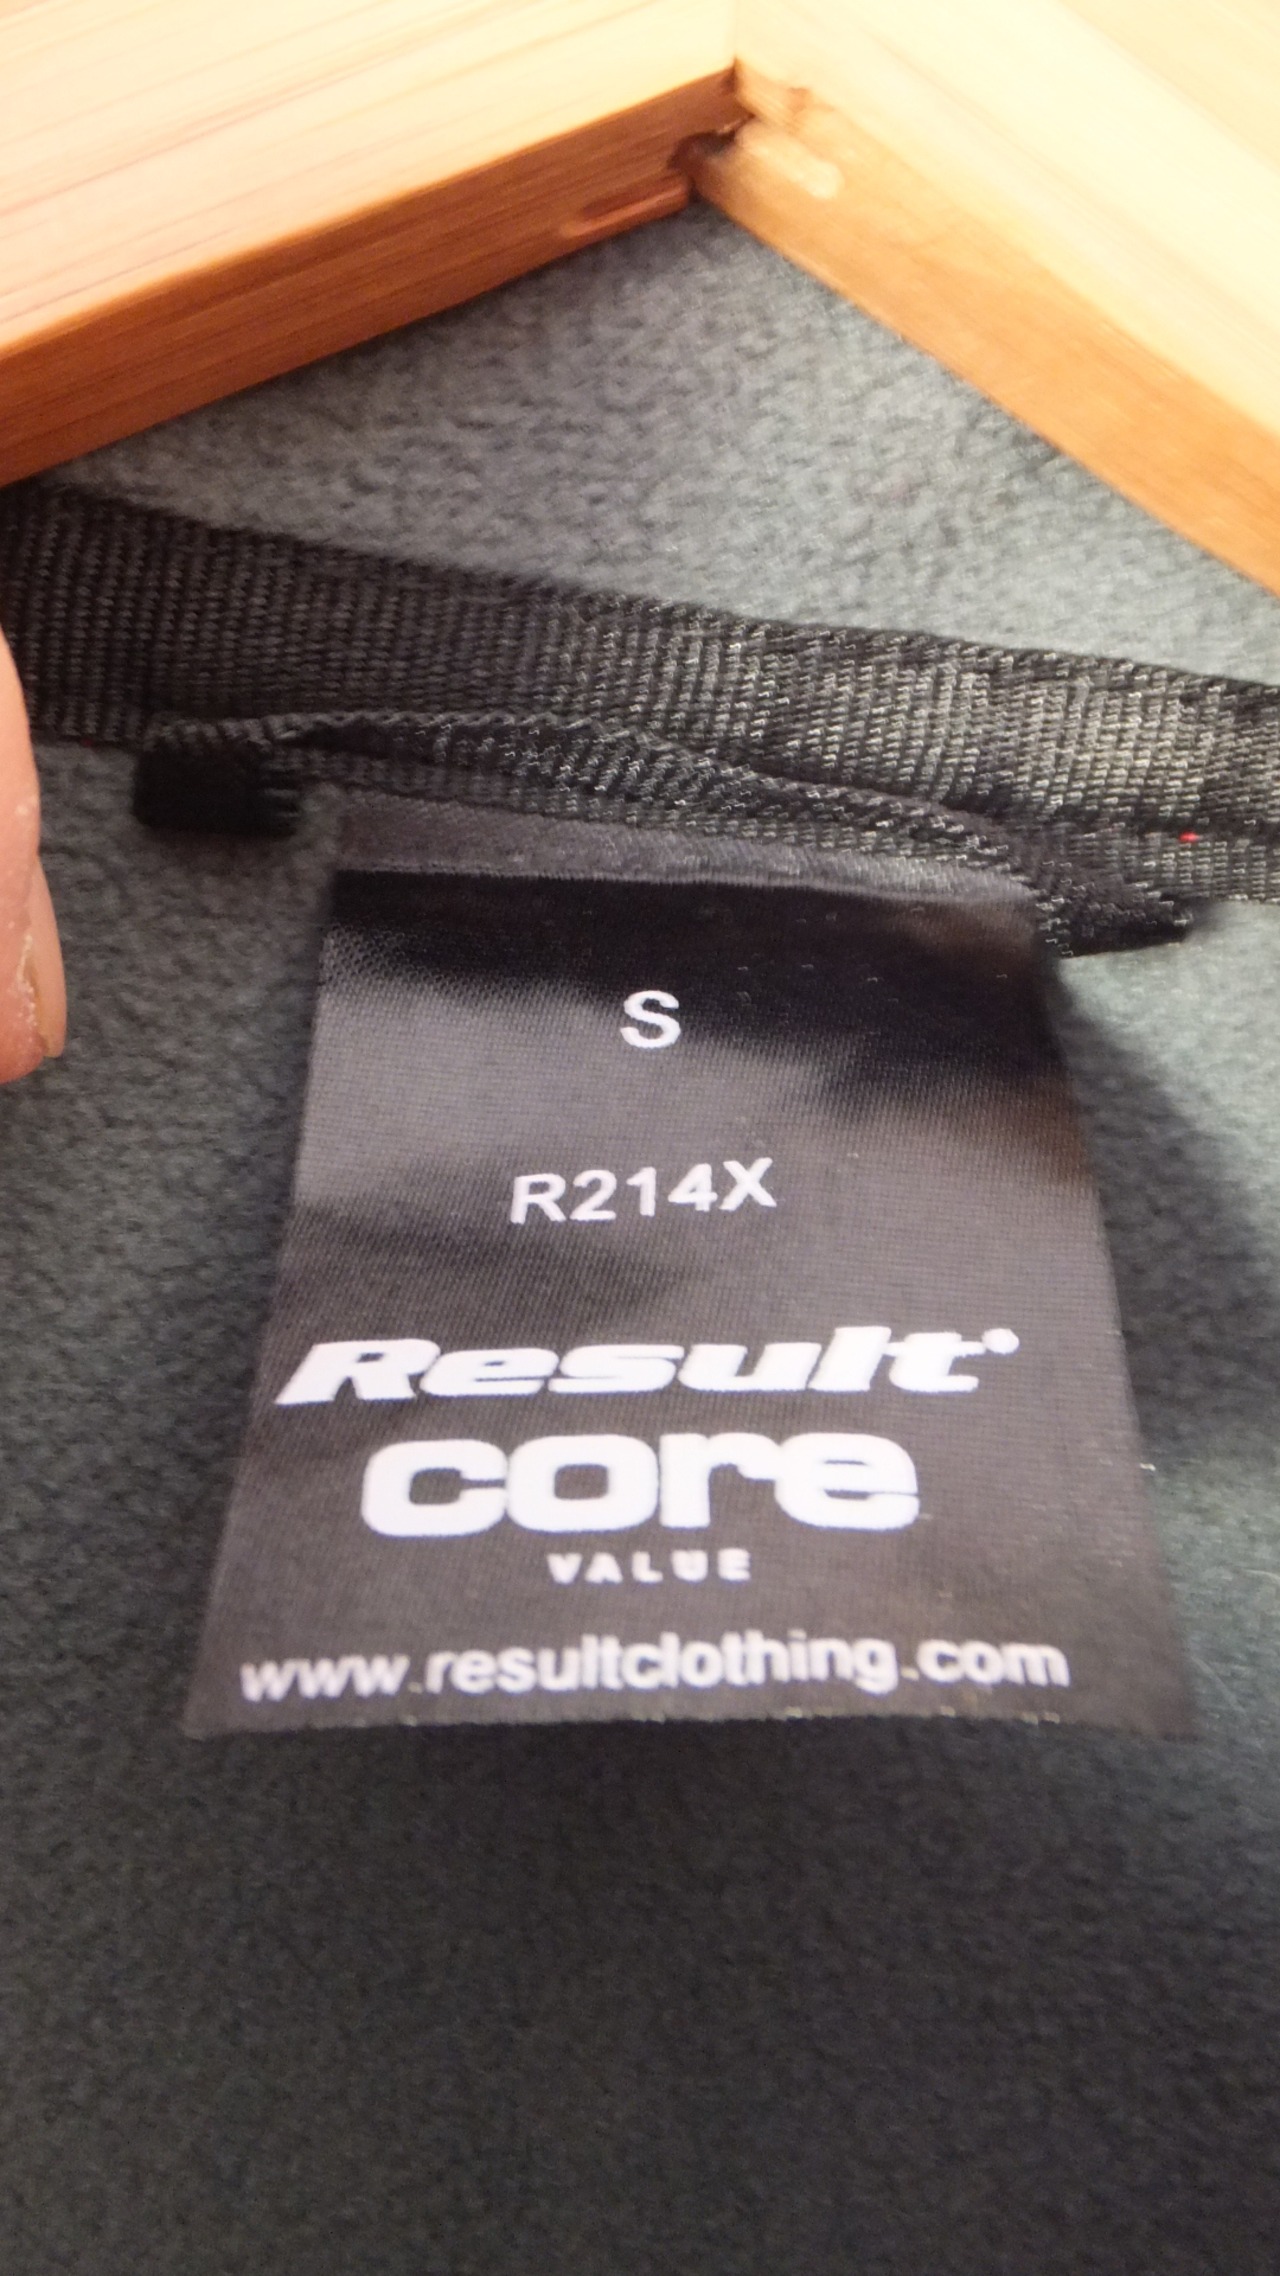 S
R214X
Result
core
VALUE
www.resultclothing.com